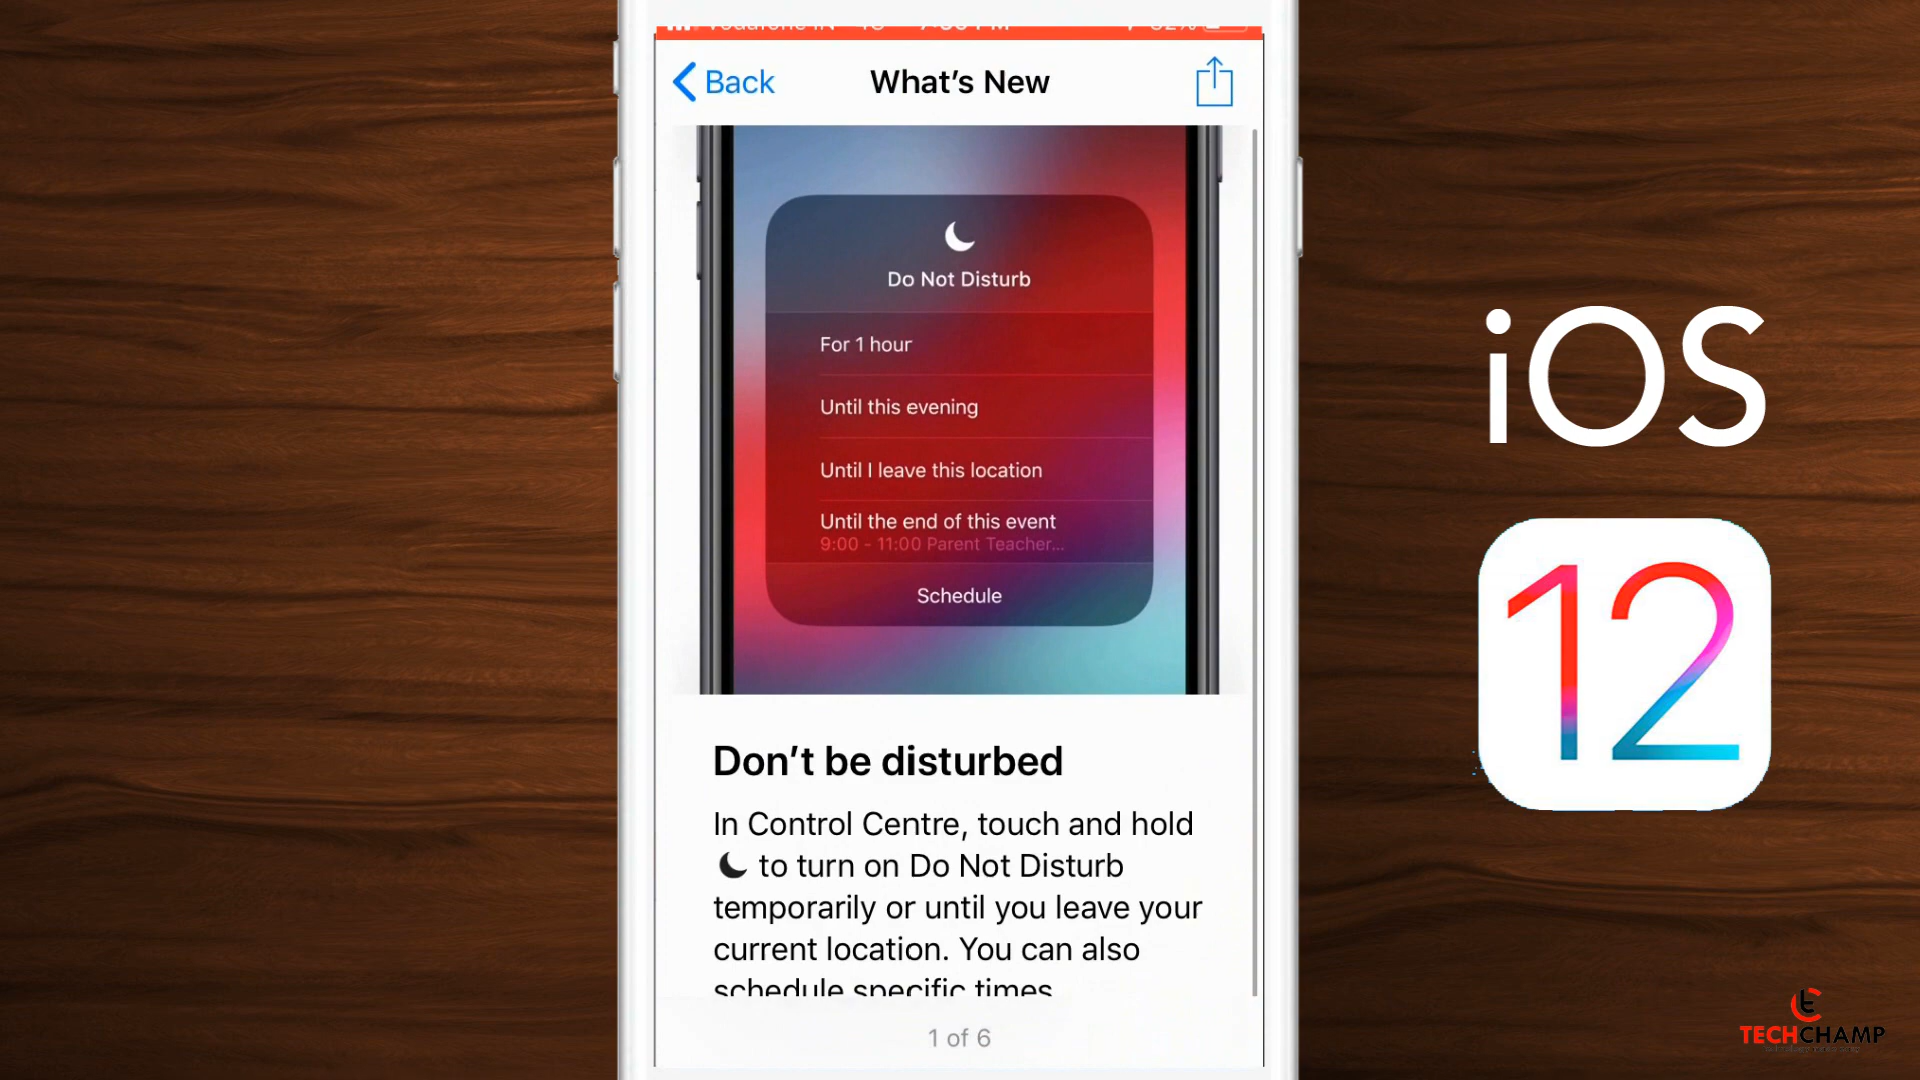 Back
What's New
Do Not Disturb
For 1 hour
Until this evening
Until I leave this location
Until the end of this event
9:00 - 11:00 Parent Teacher...
Schedule
Don't be disturbed
In Control Centre, touch and hold
to turn on Do Not Disturb
temporarily or until you leave your
current location. You can also
schedule specific times
1 of 6
iOS
12
TECHCHAMP